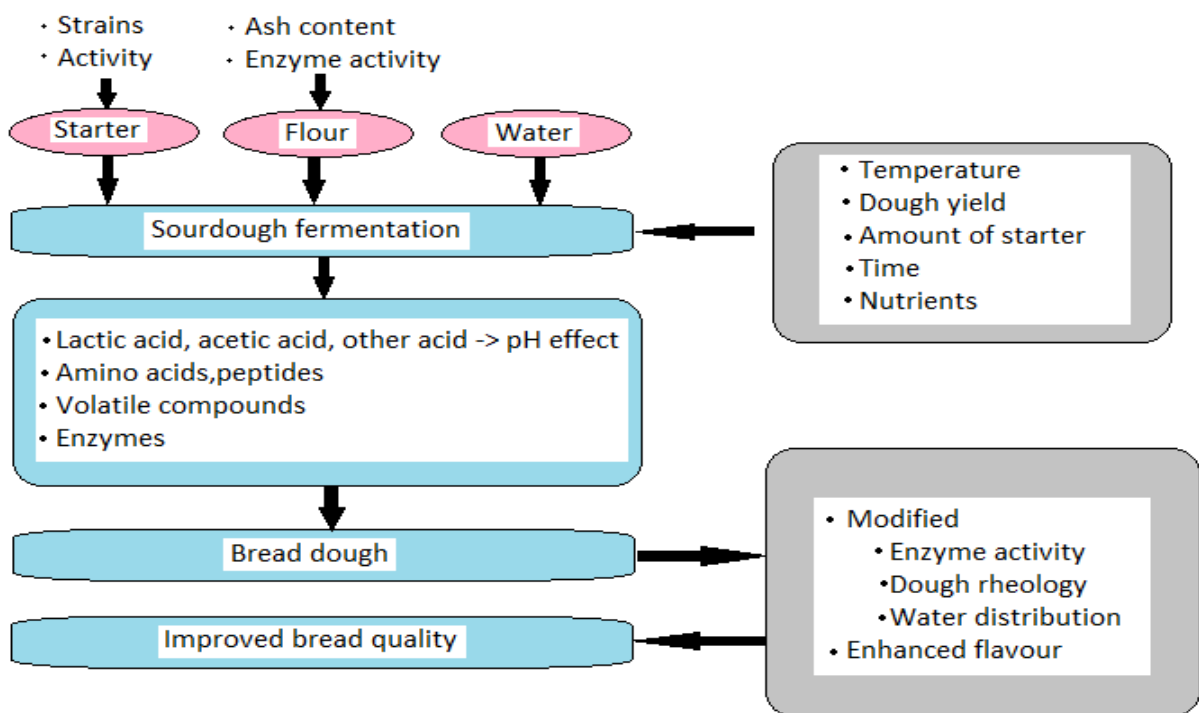 · Strains
· Activity
· Ash content
· Enzyme activity
Starter
Flour
Water
Sourdough fermentation
• Temperature
• Dough yield
• Amount of starter
• Time
• Nutrients
• Lactic acid, acetic acid, other acid -> pH effect
• Amino acids,peptides
• Volatile compounds
• Enzymes
Bread dough
• Modified
• Enzyme activity
• Dough rheology
• Water distribution
• Enhanced flavour
Improved bread quality